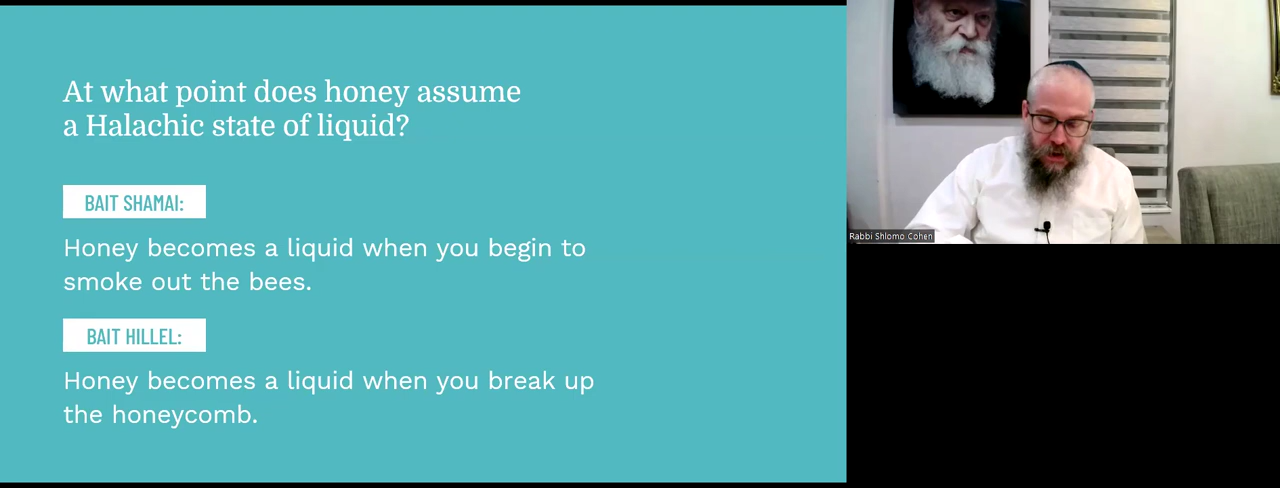 At what point does honey assume
a Halachic state of liquid?
BAIT SHAMAI:
Honey becomes a liquid when you begin to
smoke out the bees.
BAIT HILLEL:
Honey becomes a liquid when you break up
the honeycomb.
Rabbi Shlomo Cohen